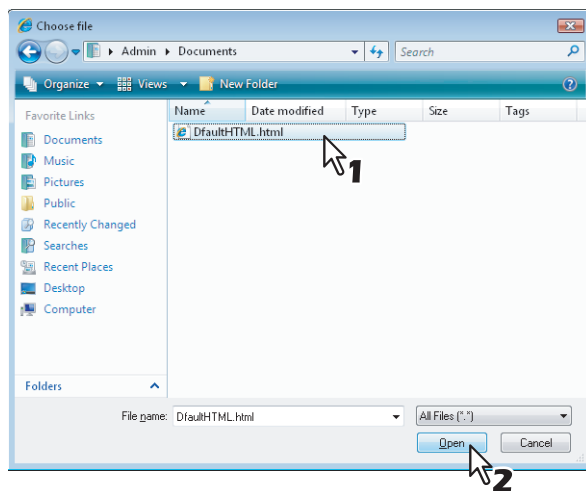 Choose file
Admin Documents Search
Organize Views New Folder ?
Favorite Links Name Date modified Type Size Tags
DfaultHTML.html
1
Documents
Music
Pictures
Public
Recently Changed
Searches
Recent Places
Desktop
Computer
Folders
File name: DfaultHTML.html All Files (*.*)
Open Cancel
2